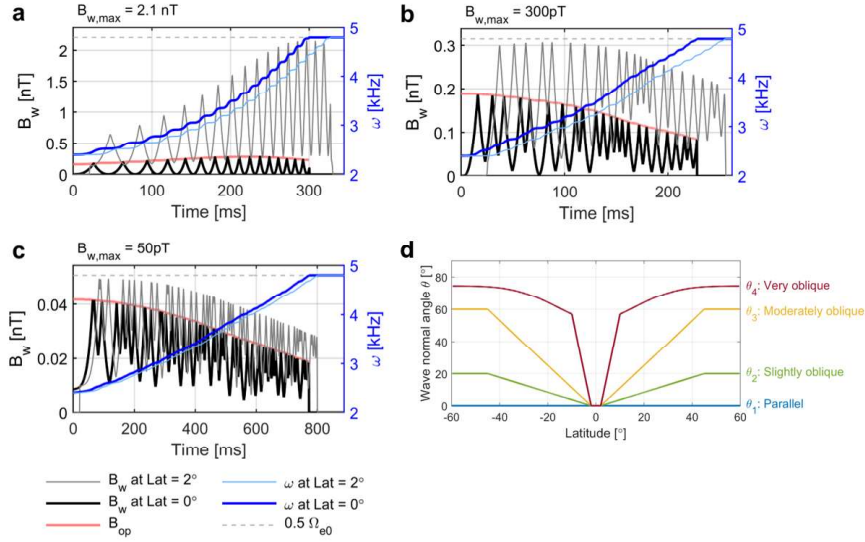 a
B_w,max = 2.1 nT
B_w [nT]
2
1.5
1
0.5
0
0
100
200
300
Time [ms]
5
4
3
2
ω [kHz]
b
B_w,max = 300pT
B_w [nT]
0.3
0.2
0.1
0
0
100
200
Time [ms]
5
4
3
2
ω [kHz]
c
B_w,max = 50pT
B_w [nT]
0.04
0.02
0
0
200
400
600
800
Time [ms]
5
4
3
2
ω [kHz]
d
Wave normal angle θ [°]
80
60
40
20
0
-60
-40
-20
0
20
40
60
Latitude [°]
θ₄: Very oblique
θ₃: Moderately oblique
θ₂: Slightly oblique
θ₁: Parallel
B_w at Lat = 2°
B_w at Lat = 0°
B_op
ω at Lat = 2°
ω at Lat = 0°
0.5 Ω_e0